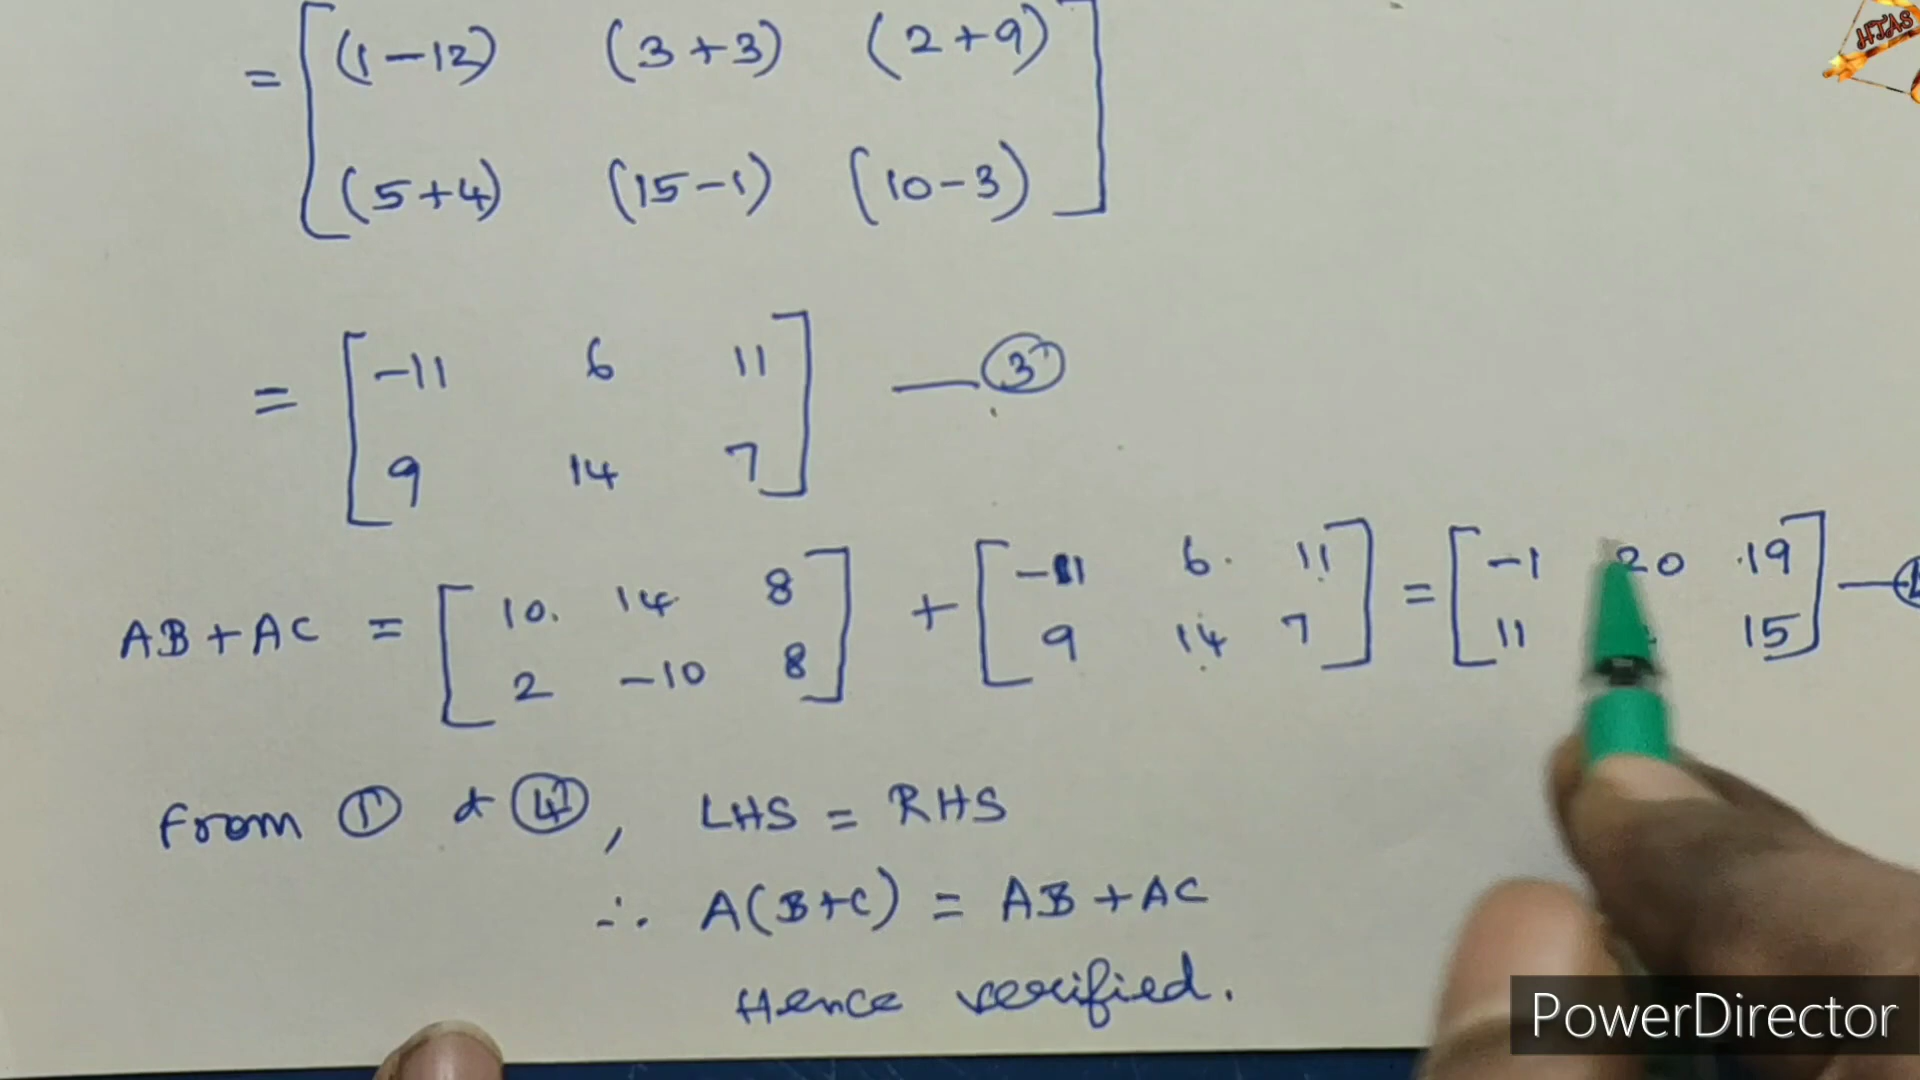 HTAS
= [ (1-12) (3+3) (2+9)
(5+4) (15-1) (10-3) ]
= [ -11 6 11
9 14 7 ] — ③
AB+AC = [ 10. 14 8
2 -10 8 ] + [ -11 6. 11
9 14 7 ] = [ -1 20 19
11 15 ] —
From ① & ④, LHS = RHS
∴ A(B+C) = AB+AC
Hence verified.
PowerDirector